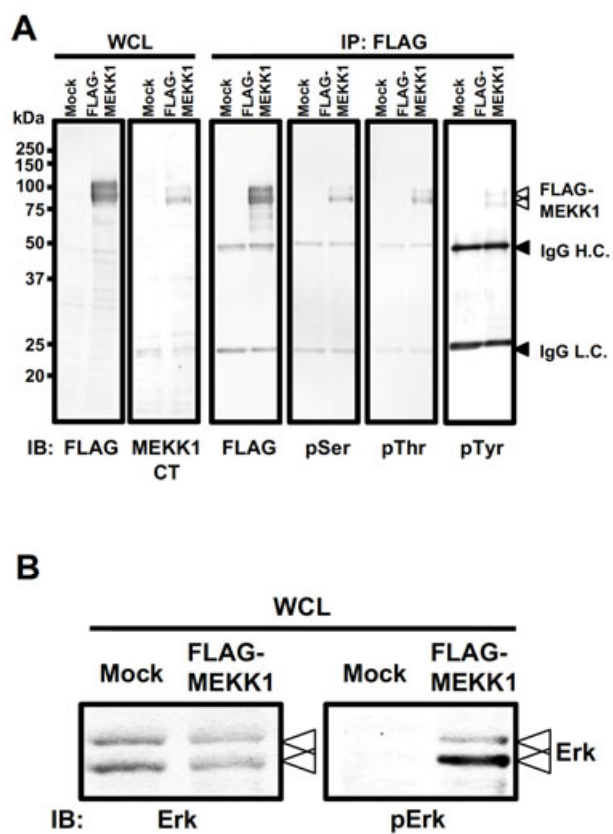 A
WCL IP: FLAG
Mock FLAG-MEKK1 Mock FLAG-MEKK1 Mock FLAG-MEKK1 Mock FLAG-MEKK1 Mock FLAG-MEKK1 Mock FLAG-MEKK1
kDa
250
150
100
75
50
37
25
20
FLAG-
MEKK1
IgG H.C.
IgG L.C.
IB: FLAG MEKK1 FLAG pSer pThr pTyr
CT
B
WCL
Mock FLAG- Mock FLAG-
MEKK1 MEKK1
Erk
IB: Erk pErk